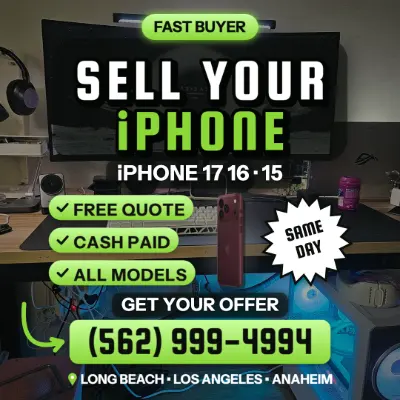 FAST BUYER
SELL YOUR
iPHONE
iPHONE 17 16 • 15
FREE QUOTE
CASH PAID
ALL MODELS
SAME
DAY
GET YOUR OFFER
(562) 999-4994
LONG BEACH • LOS ANGELES • ANAHEIM